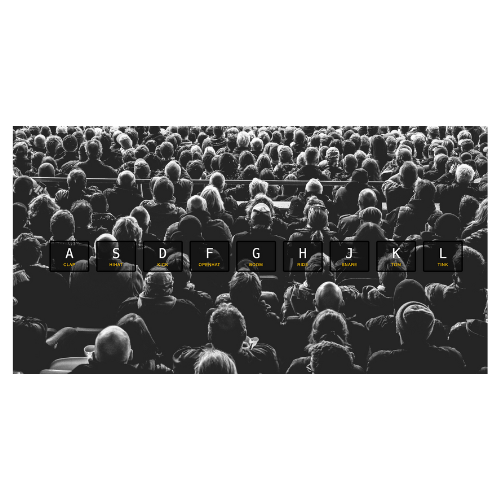 A S D F G H J K L
CLAP HIHAT KICK OPENHAT BOOM RIDE SNARE TOM TINK